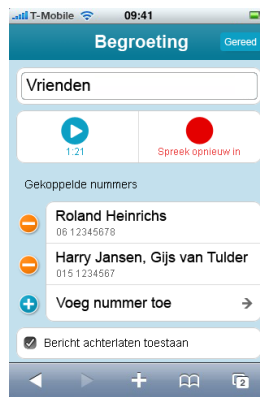 T-Mobile 09:41
Begroeting
Gereed
Vrienden
1:21
Spreek opnieuw in
Gekoppelde nummers
Roland Heinrichs
06 12345678
Harry Jansen, Gijs van Tulder
015 1234567
Voeg nummer toe
Bericht achterlaten toestaan
2